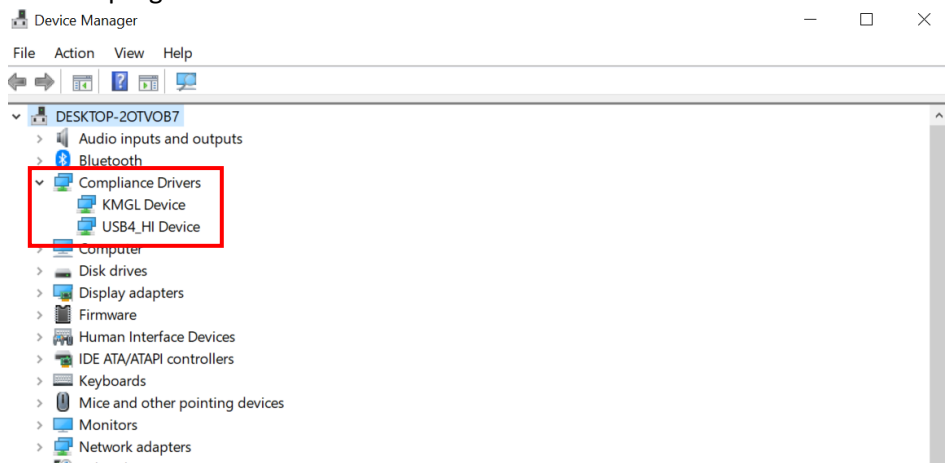 Device Manager
File Action View Help
DESKTOP-2OTVOB7
Audio inputs and outputs
Bluetooth
Compliance Drivers
KMGL Device
USB4_HI Device
Computer
Disk drives
Display adapters
Firmware
Human Interface Devices
IDE ATA/ATAPI controllers
Keyboards
Mice and other pointing devices
Monitors
Network adapters